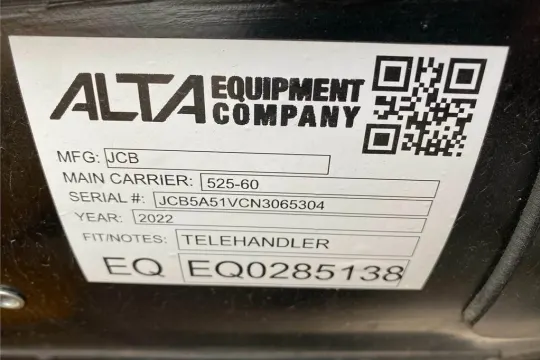 ALTA EQUIPMENT COMPANY
MFG: JCB
MAIN CARRIER: 525-60
SERIAL #: JCB5A51VCN3065304
YEAR: 2022
FIT/NOTES: TELEHANDLER
EQ EQ0285138